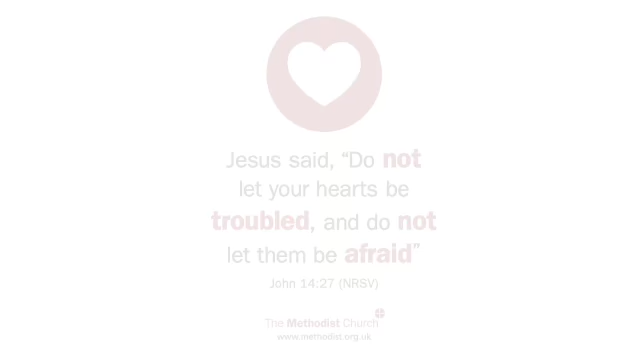 Jesus said, “Do not
let your hearts be
troubled, and do not
let them be afraid”
John 14:27 (NRSV)
The Methodist Church
www.methodist.org.uk